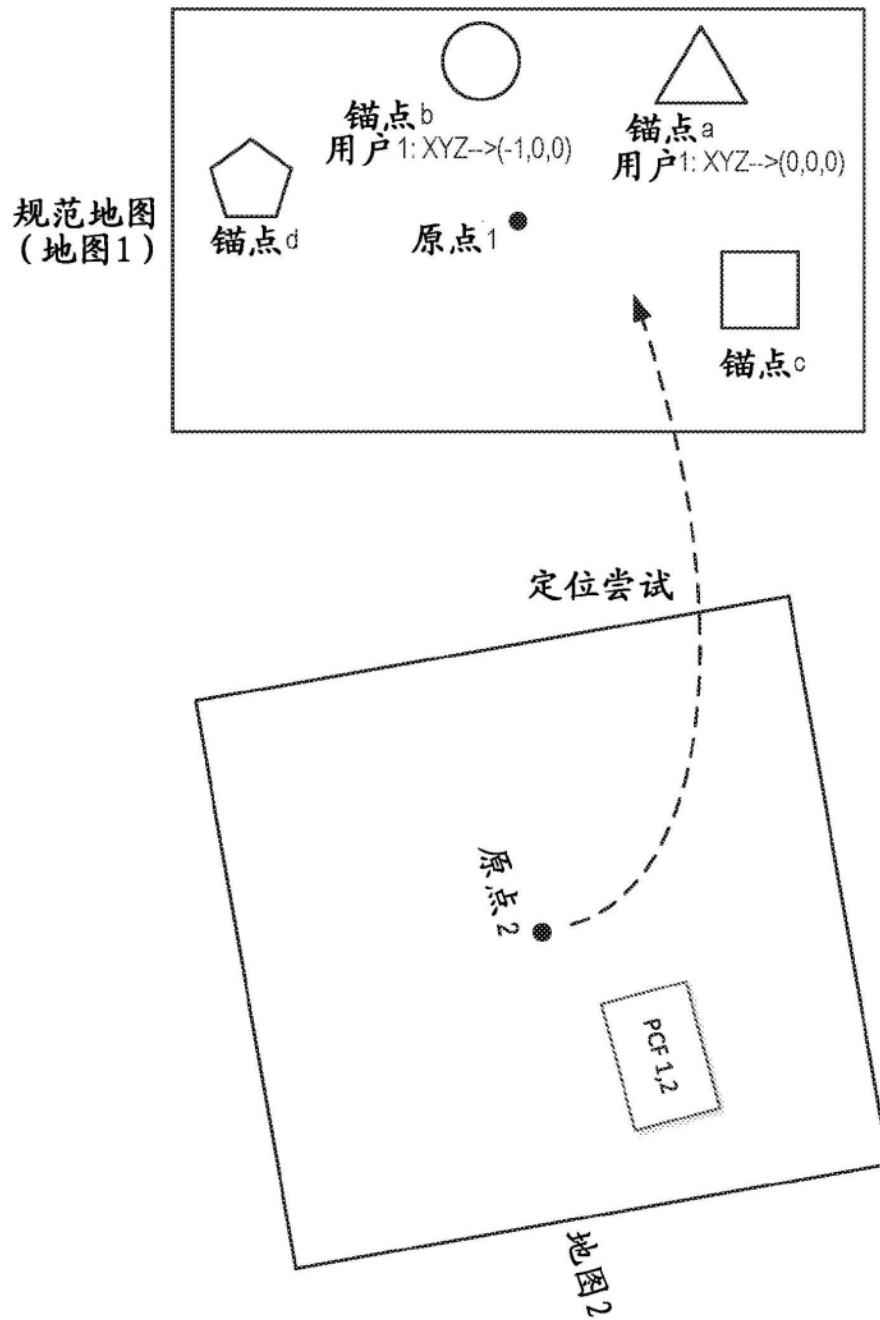 锚点b
用户1: XYZ-->(-1,0,0)
锚点a
用户1: XYZ-->(0,0,0)
规范地图
(地图1)
锚点d
原点1
锚点c
定位尝试
原点2
PCF 1,2
地图2